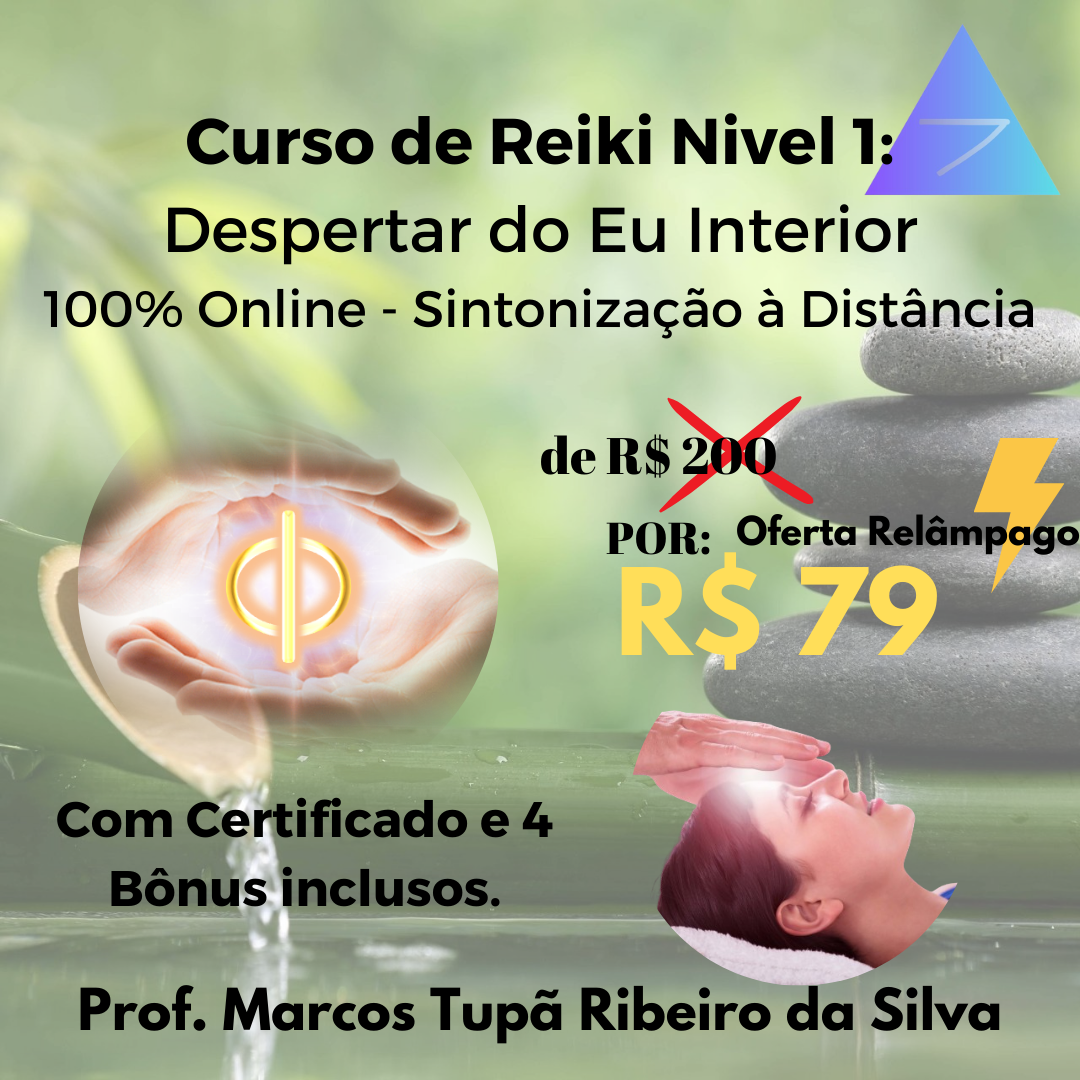 Curso de Reiki Nivel 1:
Despertar do Eu Interior
100% Online - Sintonização à Distância
de R$ 200
POR: Oferta Relâmpago
R$ 79
Com Certificado e 4
Bônus inclusos.
Prof. Marcos Tupã Ribeiro da Silva